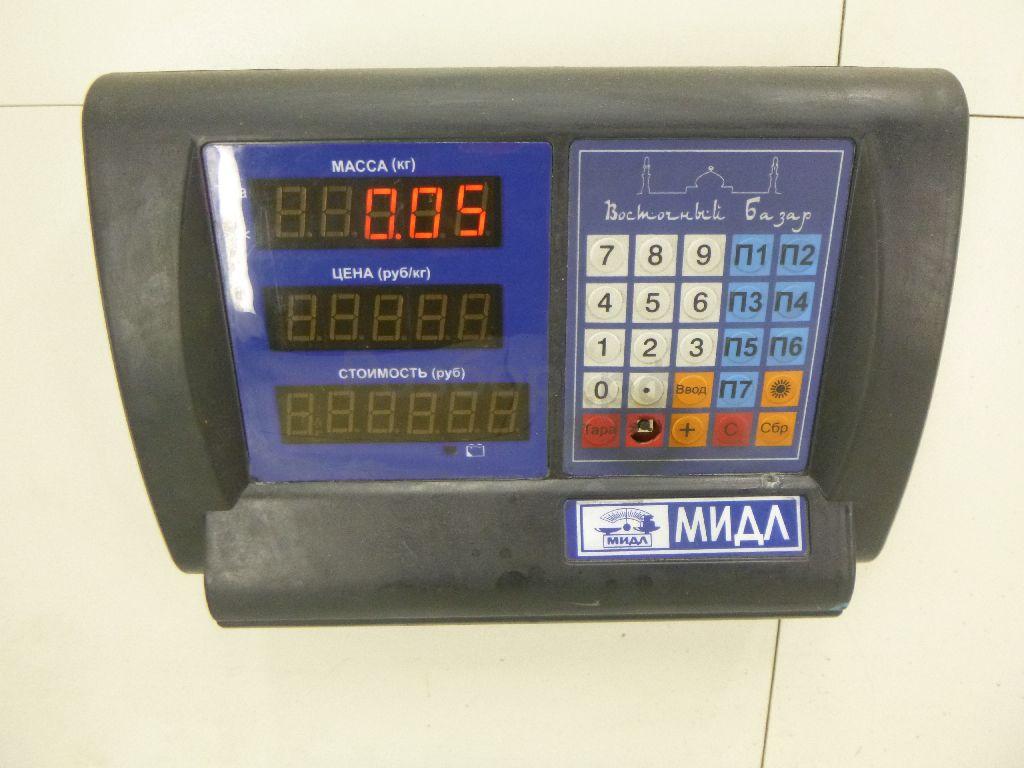 МАССА (кг)
0.05
ЦЕНА (руб/кг)
СТОИМОСТЬ (руб)
Восточный Базар
7 8 9 П1 П2
4 5 6 П3 П4
1 2 3 П5 П6
0 . Ввод П7
Тара + С Сбр
МИДЛ МИДЛ